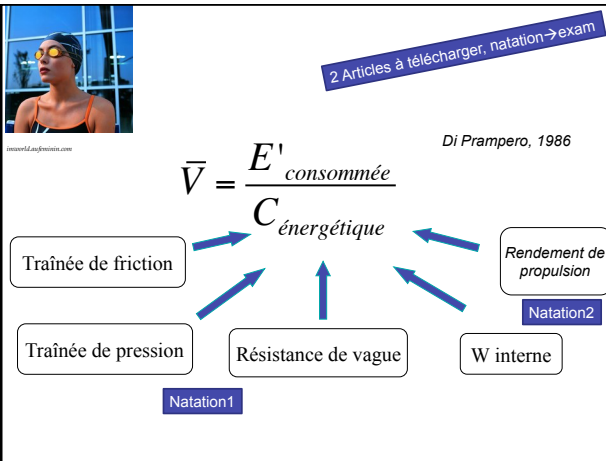 2 Articles à télécharger, natation→exam
imworld.aufeminin.com
Di Prampero, 1986
V̄ = E'consommée / Cénergétique
Traînée de friction
Rendement de
propulsion
Natation2
Traînée de pression
Résistance de vague
W interne
Natation1